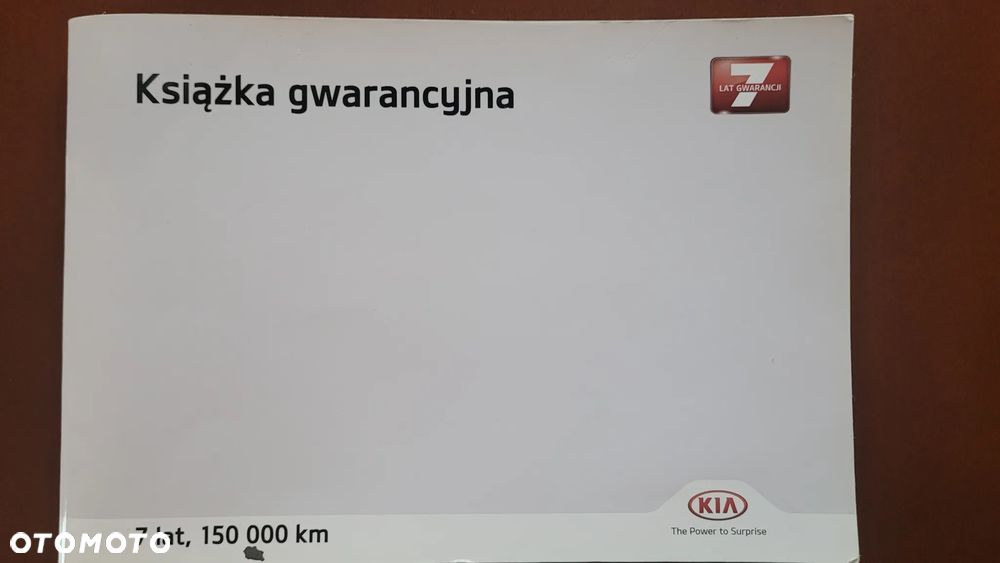 Książka gwarancyjna
7
LAT GWARANCJI
KIA
The Power to Surprise
7 lat, 150 000 km
OTOMOTO